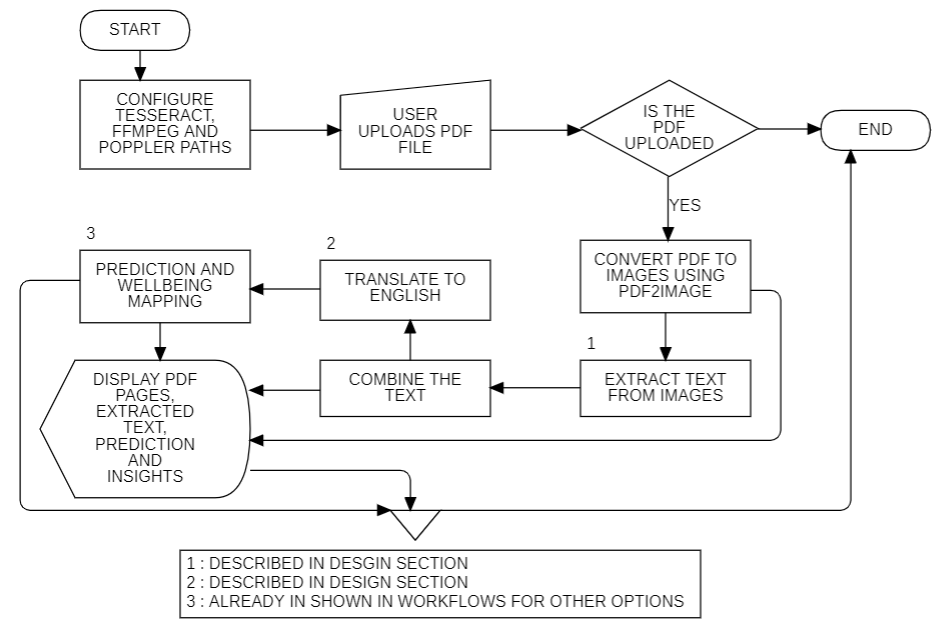 START
CONFIGURE
TESSERACT,
FFMPEG AND
POPPLER PATHS
USER
UPLOADS PDF
FILE
IS THE
PDF
UPLOADED
END
YES
3
PREDICTION AND
WELLBEING
MAPPING
2
TRANSLATE TO
ENGLISH
CONVERT PDF TO
IMAGES USING
PDF2IMAGE
1
DISPLAY PDF
PAGES,
EXTRACTED
TEXT,
PREDICTION
AND
INSIGHTS
COMBINE THE
TEXT
EXTRACT TEXT
FROM IMAGES
1 : DESCRIBED IN DESGIN SECTION
2 : DESCRIBED IN DESIGN SECTION
3 : ALREADY IN SHOWN IN WORKFLOWS FOR OTHER OPTIONS